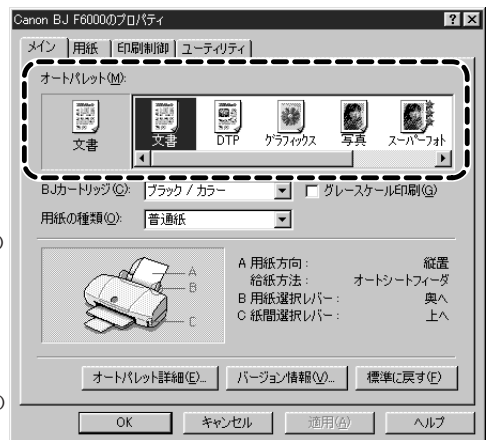 Canon BJ F6000のプロパティ
メイン 用紙 印刷制御 ユーティリティ
オートパレット(M):
文書 文書 DTP グラフィックス 写真 スーパーフォト
BJカートリッジ(C): ブラック / カラー グレースケール印刷(G)
用紙の種類(O): 普通紙
A
B
C
A 用紙方向 : 縦置
給紙方法 : オートシートフィーダ
B 用紙選択レバー : 奥へ
C 紙間選択レバー : 上へ
オートパレット詳細(E)... バージョン情報(V)... 標準に戻す(F)
OK キャンセル 適用(A) ヘルプ